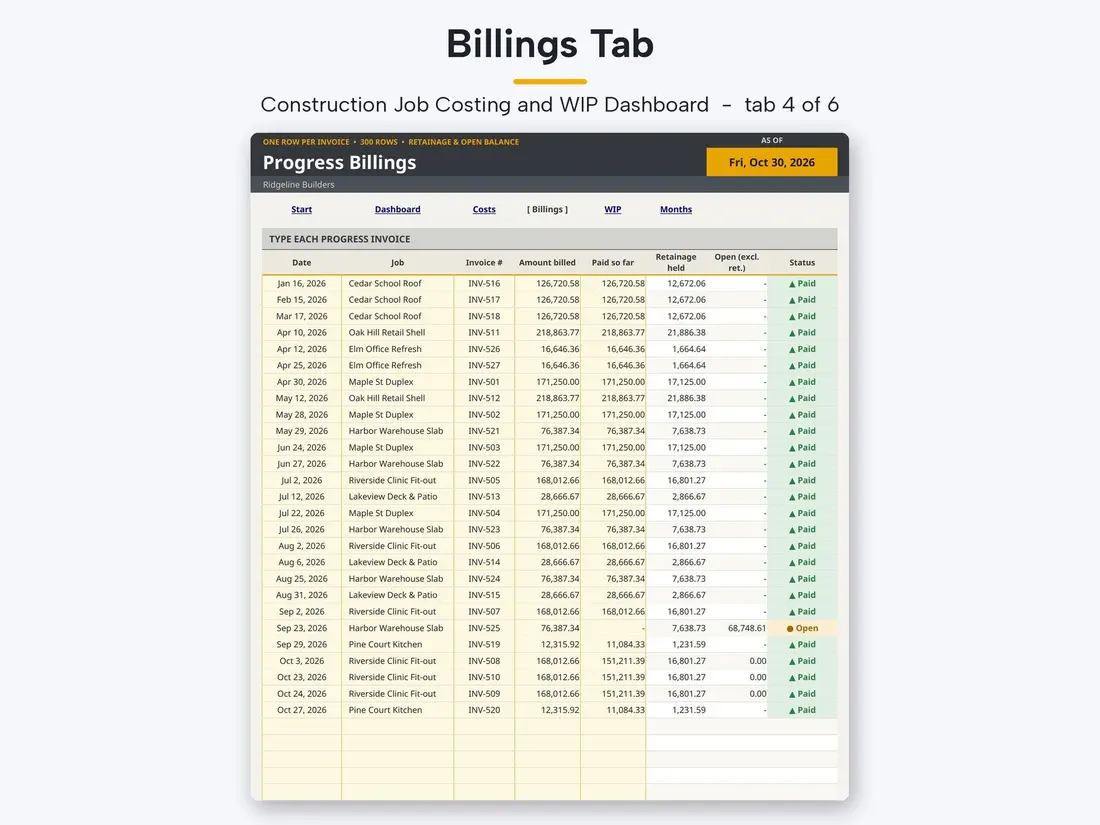 Billings Tab
Construction Job Costing and WIP Dashboard – tab 4 of 6
ONE ROW PER INVOICE • 300 ROWS • RETAINAGE & OPEN BALANCE
AS OF
Progress Billings
Fri, Oct 30, 2026
Ridgeline Builders
Start Dashboard Costs [ Billings ] WIP Months
TYPE EACH PROGRESS INVOICE
Date Job Invoice # Amount billed Paid so far Retainage held Open (excl. ret.) Status
Jan 16, 2026 Cedar School Roof INV-516 126,720.58 126,720.58 12,672.06 - ▲ Paid
Feb 15, 2026 Cedar School Roof INV-517 126,720.58 126,720.58 12,672.06 - ▲ Paid
Mar 17, 2026 Cedar School Roof INV-518 126,720.58 126,720.58 12,672.06 - ▲ Paid
Apr 10, 2026 Oak Hill Retail Shell INV-511 218,863.77 218,863.77 21,886.38 - ▲ Paid
Apr 12, 2026 Elm Office Refresh INV-526 16,646.36 16,646.36 1,664.64 - ▲ Paid
Apr 25, 2026 Elm Office Refresh INV-527 16,646.36 16,646.36 1,664.64 - ▲ Paid
Apr 30, 2026 Maple St Duplex INV-501 171,250.00 171,250.00 17,125.00 - ▲ Paid
May 12, 2026 Oak Hill Retail Shell INV-512 218,863.77 218,863.77 21,886.38 - ▲ Paid
May 28, 2026 Maple St Duplex INV-502 171,250.00 171,250.00 17,125.00 - ▲ Paid
May 29, 2026 Harbor Warehouse Slab INV-521 76,387.34 76,387.34 7,638.73 - ▲ Paid
Jun 24, 2026 Maple St Duplex INV-503 171,250.00 171,250.00 17,125.00 - ▲ Paid
Jun 27, 2026 Harbor Warehouse Slab INV-522 76,387.34 76,387.34 7,638.73 - ▲ Paid
Jul 2, 2026 Riverside Clinic Fit-out INV-505 168,012.66 168,012.66 16,801.27 - ▲ Paid
Jul 12, 2026 Lakeview Deck & Patio INV-513 28,666.67 28,666.67 2,866.67 - ▲ Paid
Jul 22, 2026 Maple St Duplex INV-504 171,250.00 171,250.00 17,125.00 - ▲ Paid
Jul 26, 2026 Harbor Warehouse Slab INV-523 76,387.34 76,387.34 7,638.73 - ▲ Paid
Aug 2, 2026 Riverside Clinic Fit-out INV-506 168,012.66 168,012.66 16,801.27 - ▲ Paid
Aug 6, 2026 Lakeview Deck & Patio INV-514 28,666.67 28,666.67 2,866.67 - ▲ Paid
Aug 25, 2026 Harbor Warehouse Slab INV-524 76,387.34 76,387.34 7,638.73 - ▲ Paid
Aug 31, 2026 Lakeview Deck & Patio INV-515 28,666.67 28,666.67 2,866.67 - ▲ Paid
Sep 2, 2026 Riverside Clinic Fit-out INV-507 168,012.66 168,012.66 16,801.27 - ▲ Paid
Sep 23, 2026 Harbor Warehouse Slab INV-525 76,387.34 - 7,638.73 68,748.61 ● Open
Sep 29, 2026 Pine Court Kitchen INV-519 12,315.92 11,084.33 1,231.59 - ▲ Paid
Oct 3, 2026 Riverside Clinic Fit-out INV-508 168,012.66 151,211.39 16,801.27 0.00 ▲ Paid
Oct 23, 2026 Riverside Clinic Fit-out INV-510 168,012.66 151,211.39 16,801.27 0.00 ▲ Paid
Oct 24, 2026 Riverside Clinic Fit-out INV-509 168,012.66 151,211.39 16,801.27 0.00 ▲ Paid
Oct 27, 2026 Pine Court Kitchen INV-520 12,315.92 11,084.33 1,231.59 - ▲ Paid